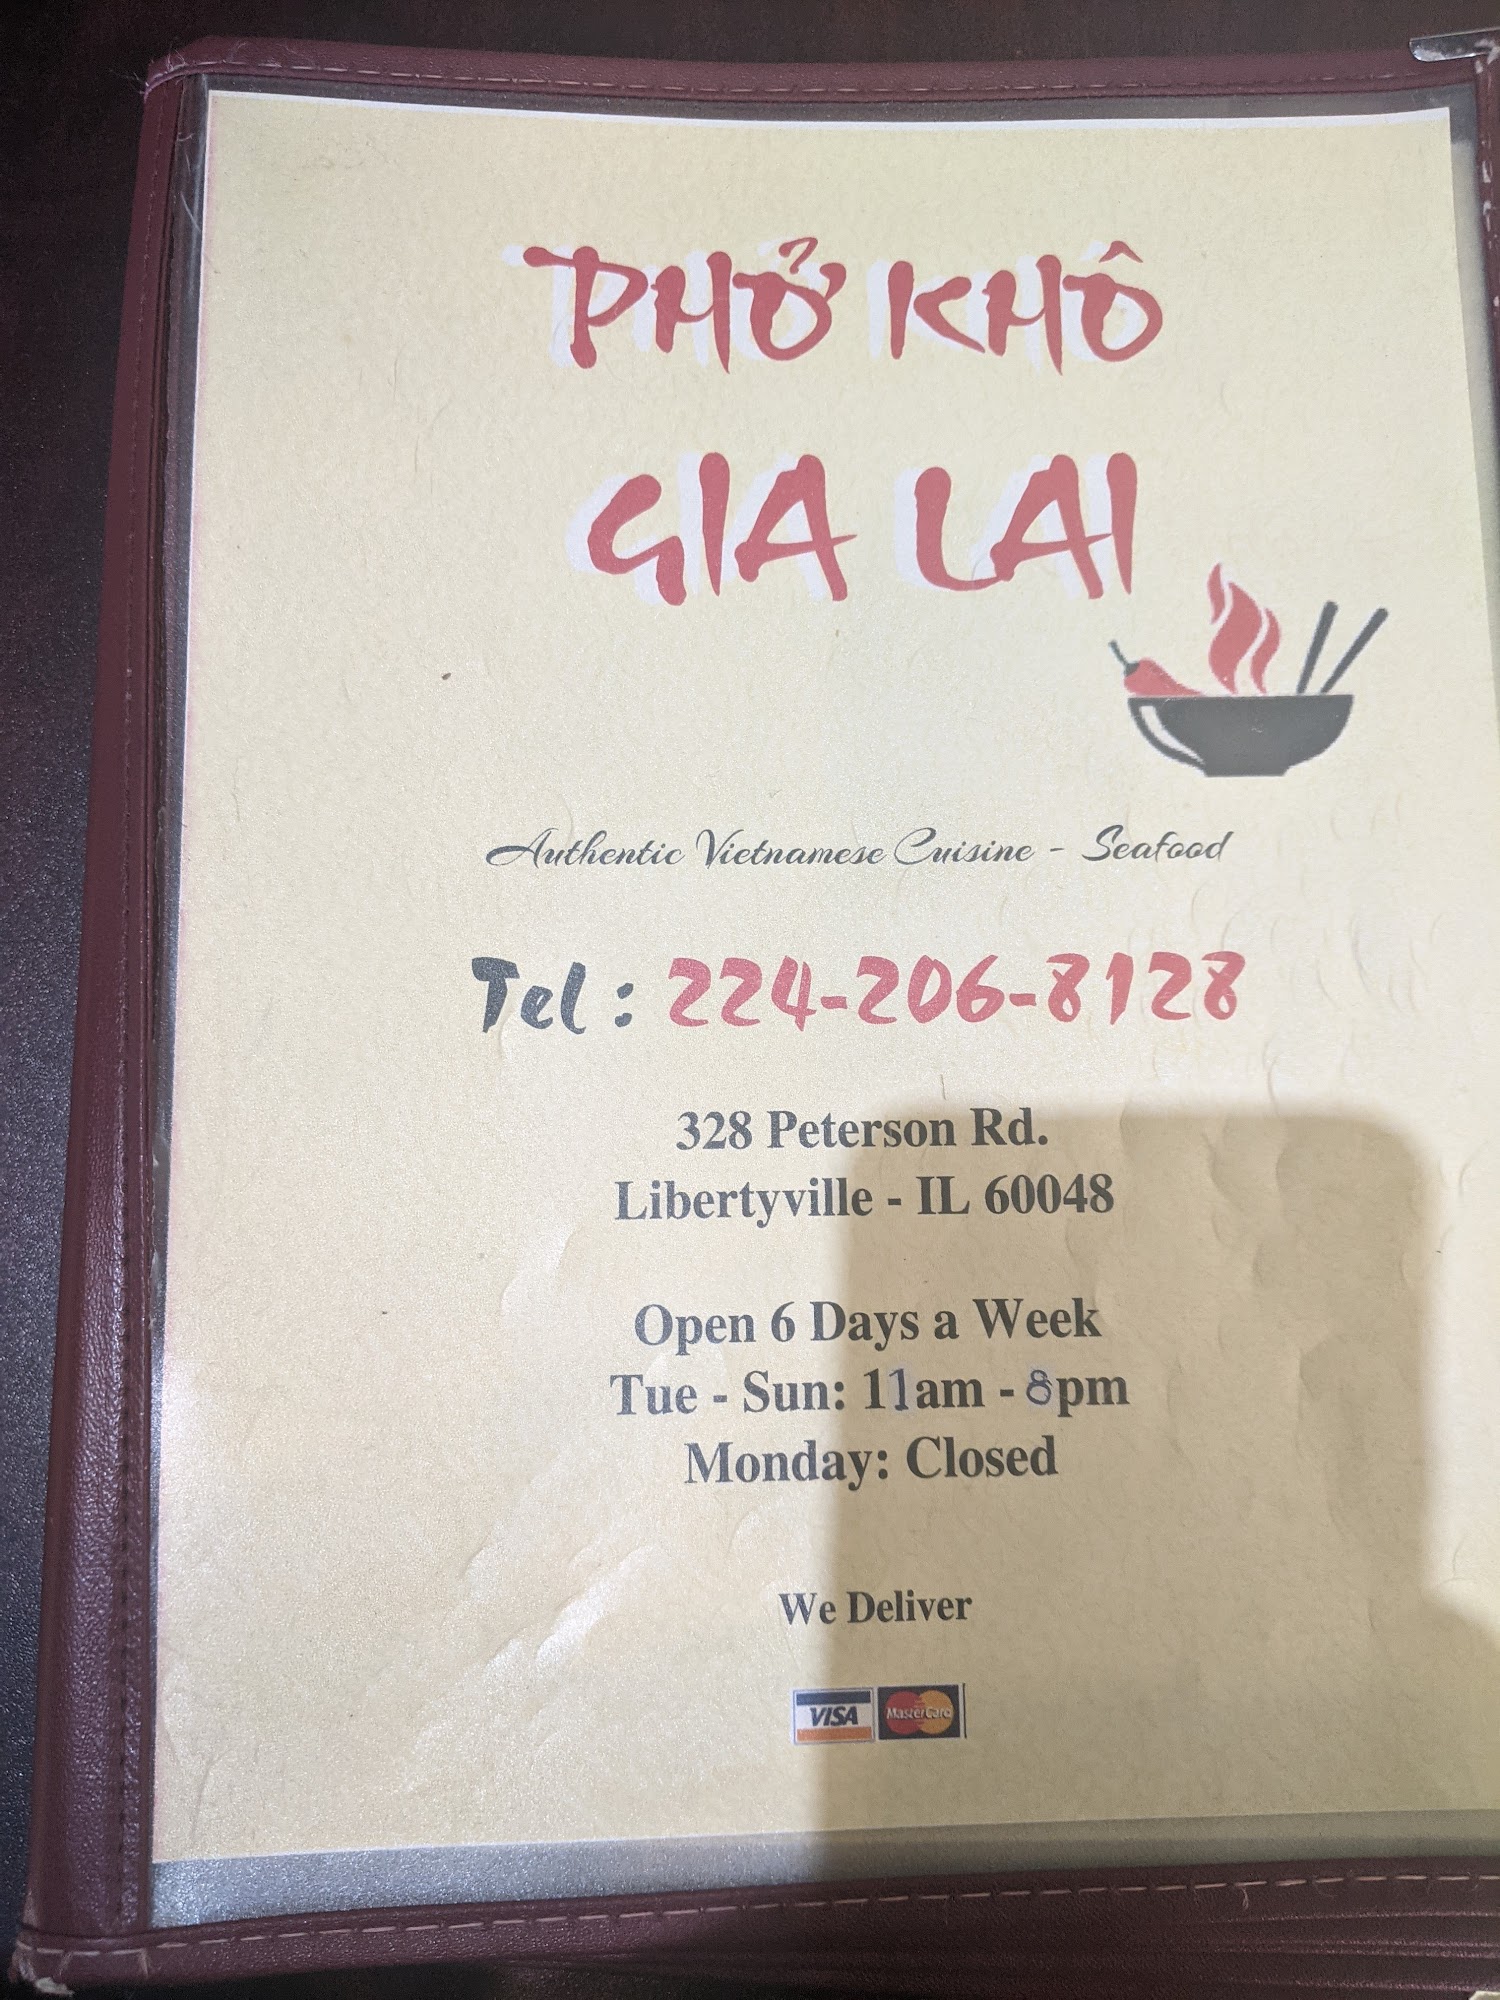 PHỞ KHÔ
GIA LAI
Authentic Vietnamese Cuisine - Seafood
Tel : 224-206-8128
328 Peterson Rd.
Libertyville - IL 60048
Open 6 Days a Week
Tue - Sun: 11am - 8pm
Monday: Closed
We Deliver
VISA MasterCard